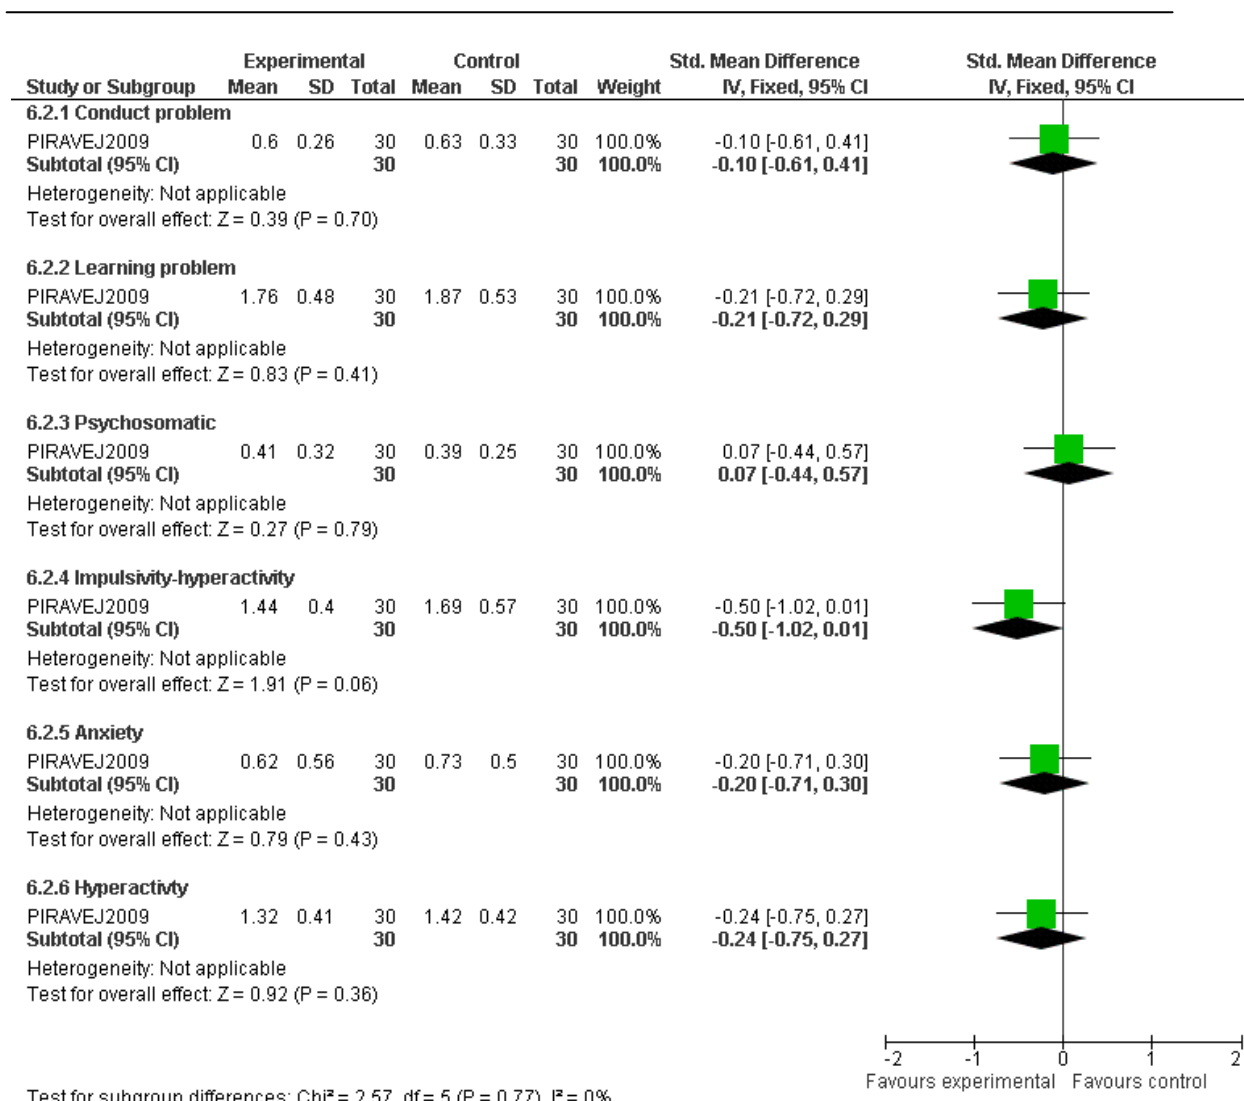 Experimental Control Std. Mean Difference Std. Mean Difference
Study or Subgroup Mean SD Total Mean SD Total Weight IV, Fixed, 95% CI IV, Fixed, 95% CI
6.2.1 Conduct problem
PIRAVEJ2009 0.6 0.26 30 0.63 0.33 30 100.0% -0.10 [-0.61, 0.41]
Subtotal (95% CI) 30 30 100.0% -0.10 [-0.61, 0.41]
Heterogeneity: Not applicable
Test for overall effect: Z = 0.39 (P = 0.70)
6.2.2 Learning problem
PIRAVEJ2009 1.76 0.48 30 1.87 0.53 30 100.0% -0.21 [-0.72, 0.29]
Subtotal (95% CI) 30 30 100.0% -0.21 [-0.72, 0.29]
Heterogeneity: Not applicable
Test for overall effect: Z = 0.83 (P = 0.41)
6.2.3 Psychosomatic
PIRAVEJ2009 0.41 0.32 30 0.39 0.25 30 100.0% 0.07 [-0.44, 0.57]
Subtotal (95% CI) 30 30 100.0% 0.07 [-0.44, 0.57]
Heterogeneity: Not applicable
Test for overall effect: Z = 0.27 (P = 0.79)
6.2.4 Impulsivity-hyperactivity
PIRAVEJ2009 1.44 0.4 30 1.69 0.57 30 100.0% -0.50 [-1.02, 0.01]
Subtotal (95% CI) 30 30 100.0% -0.50 [-1.02, 0.01]
Heterogeneity: Not applicable
Test for overall effect: Z = 1.91 (P = 0.06)
6.2.5 Anxiety
PIRAVEJ2009 0.62 0.56 30 0.73 0.5 30 100.0% -0.20 [-0.71, 0.30]
Subtotal (95% CI) 30 30 100.0% -0.20 [-0.71, 0.30]
Heterogeneity: Not applicable
Test for overall effect: Z = 0.79 (P = 0.43)
6.2.6 Hyperactivty
PIRAVEJ2009 1.32 0.41 30 1.42 0.42 30 100.0% -0.24 [-0.75, 0.27]
Subtotal (95% CI) 30 30 100.0% -0.24 [-0.75, 0.27]
Heterogeneity: Not applicable
Test for overall effect: Z = 0.92 (P = 0.36)
-2 -1 0 1 2
Favours experimental Favours control
Test for subgroup differences: Chi² = 2.57, df = 5 (P = 0.77), I² = 0%